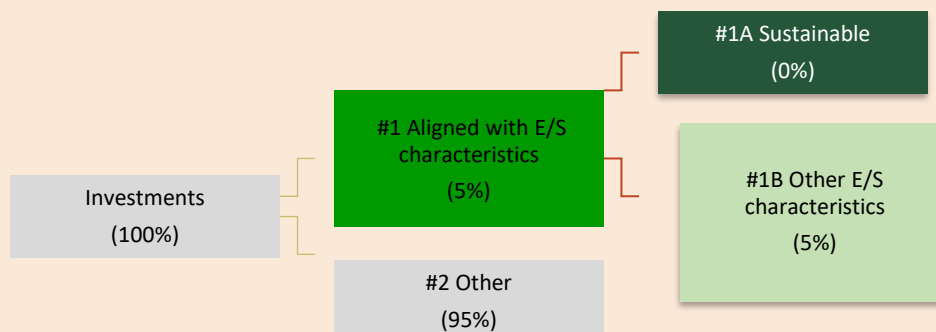 #1A Sustainable
(0%)
#1 Aligned with E/S
characteristics
(5%)
#1B Other E/S
characteristics
(5%)
Investments
(100%)
#2 Other
(95%)